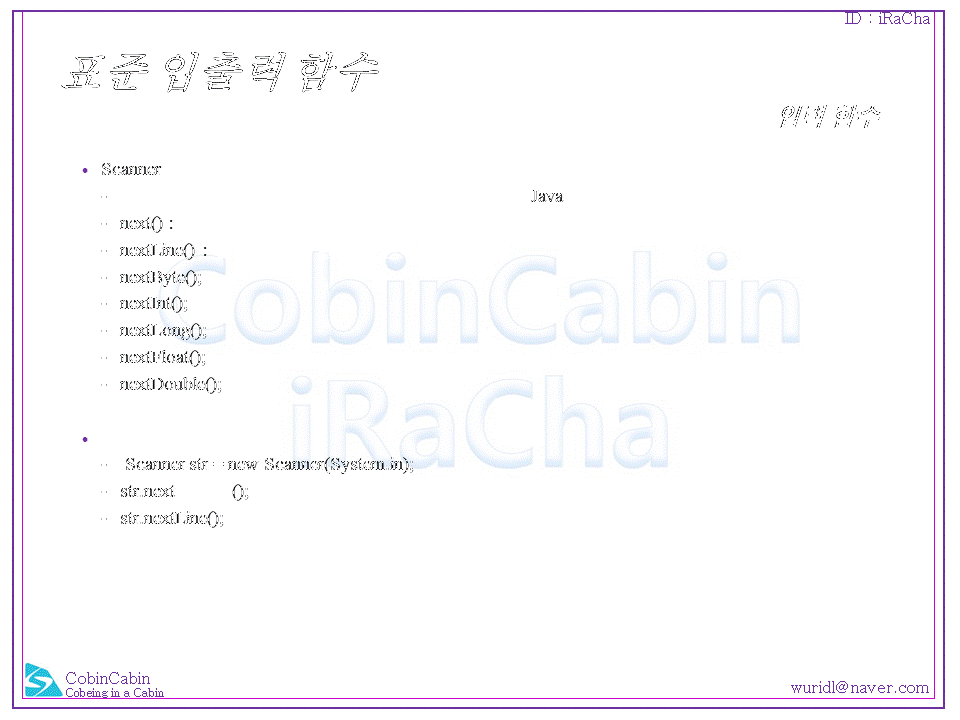 ID : iRaCha
표준 입출력 함수
입력 함수
• Scanner
– Java
– next() :
– nextLine() :
– nextByte();
– nextInt();
– nextLong();
– nextFloat();
– nextDouble();
•
– Scanner str = new Scanner(System.in);
– str.next ();
– str.nextLine();
CobinCabin
iRaCha
CobinCabin
Cobeing in a Cabin
wuridl@naver.com